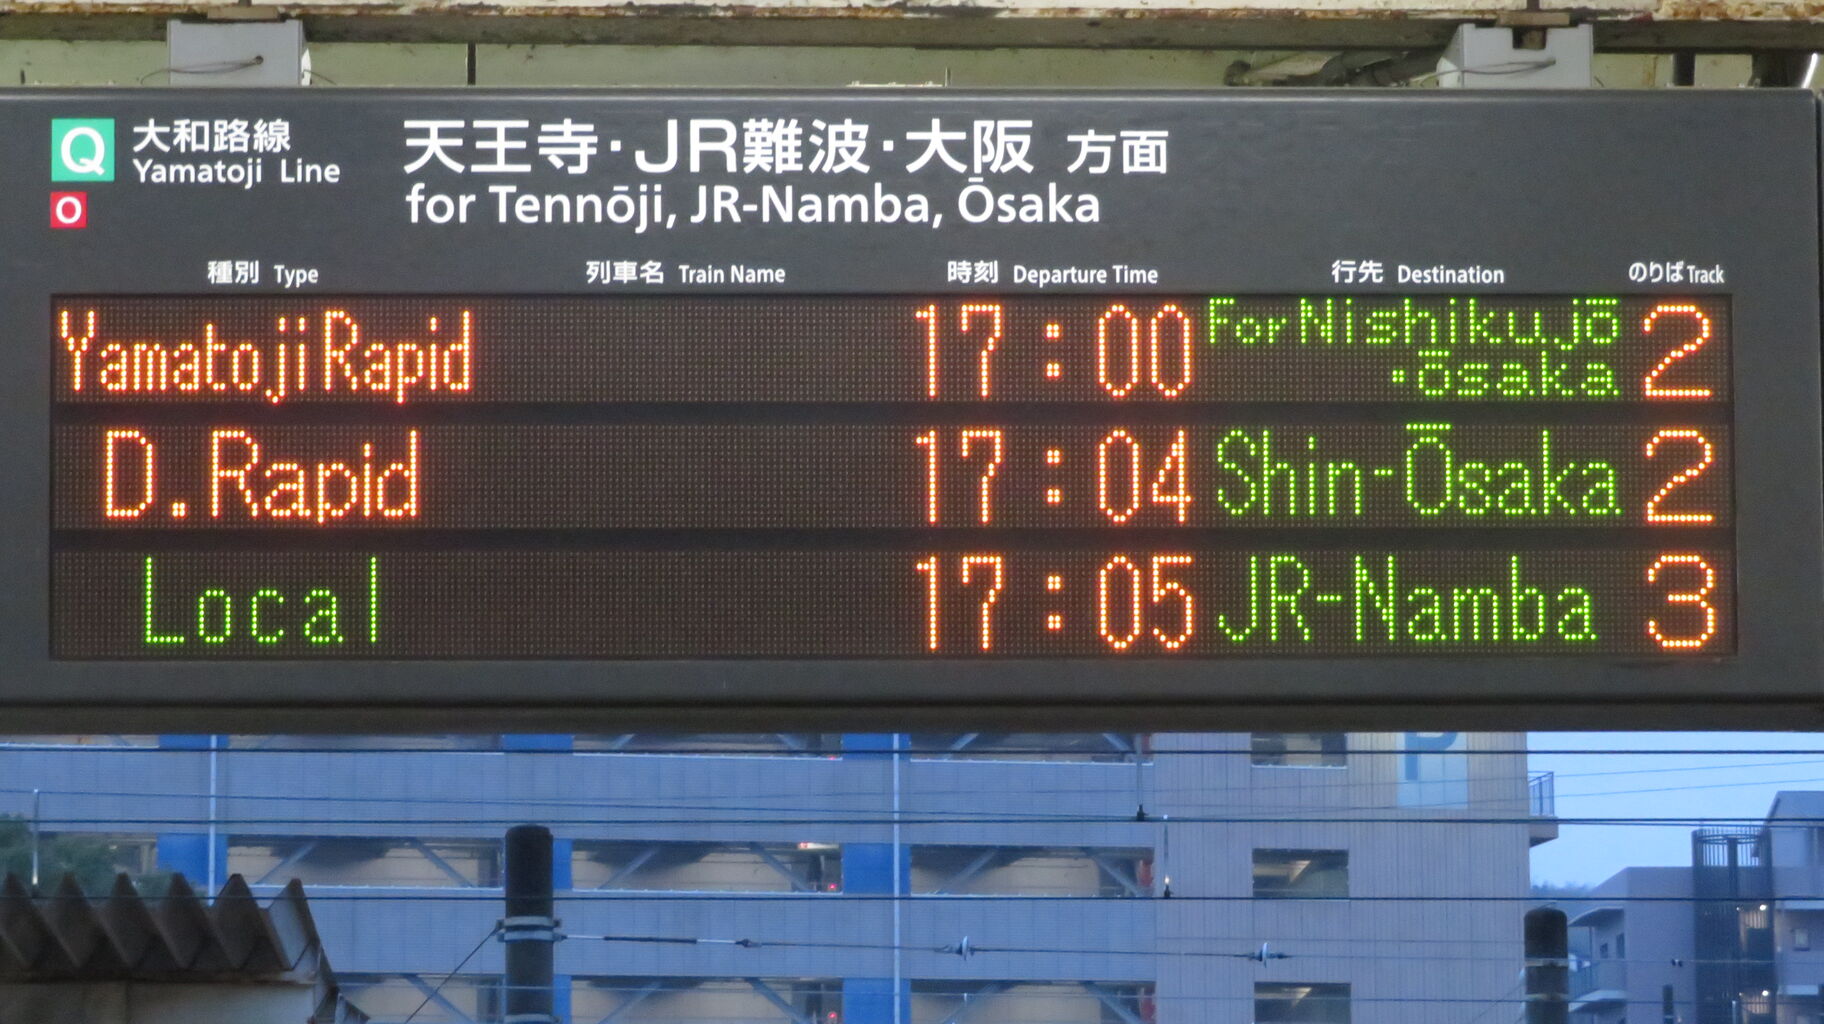 Q 大和路線 天王寺・JR難波・大阪 方面
Yamatoji Line for Tennōji, JR-Namba, Ōsaka
O
種別 Type 列車名 Train Name 時刻 Departure Time 行先 Destination のりば Track
Yamatoji Rapid 17:00 For Nishikujō 2
・ōsaka
D. Rapid 17:04 Shin-Ōsaka 2
Local 17:05 JR-Namba 3
P